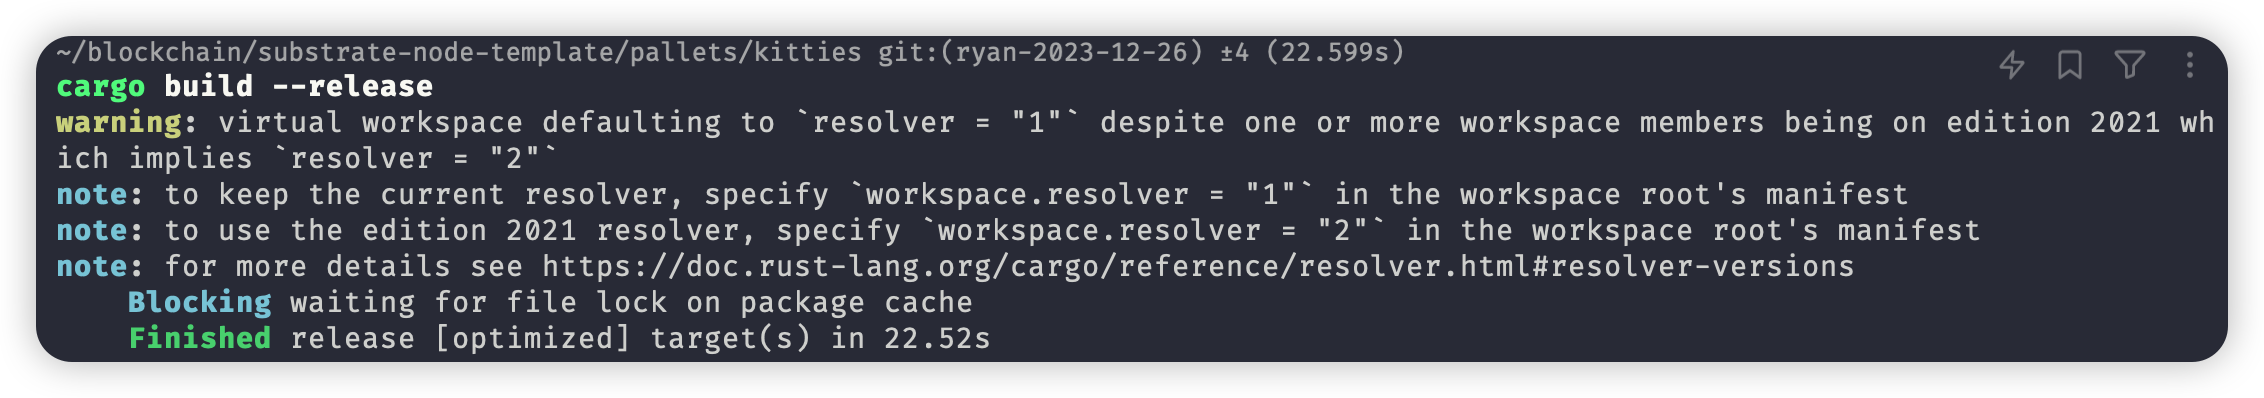 ~/blockchain/substrate-node-template/pallets/kitties git:(ryan-2023-12-26) ±4 (22.599s)
cargo build --release
warning: virtual workspace defaulting to `resolver = "1"` despite one or more workspace members being on edition 2021 wh
ich implies `resolver = "2"`
note: to keep the current resolver, specify `workspace.resolver = "1"` in the workspace root's manifest
note: to use the edition 2021 resolver, specify `workspace.resolver = "2"` in the workspace root's manifest
note: for more details see https://doc.rust-lang.org/cargo/reference/resolver.html#resolver-versions
    Blocking waiting for file lock on package cache
    Finished release [optimized] target(s) in 22.52s